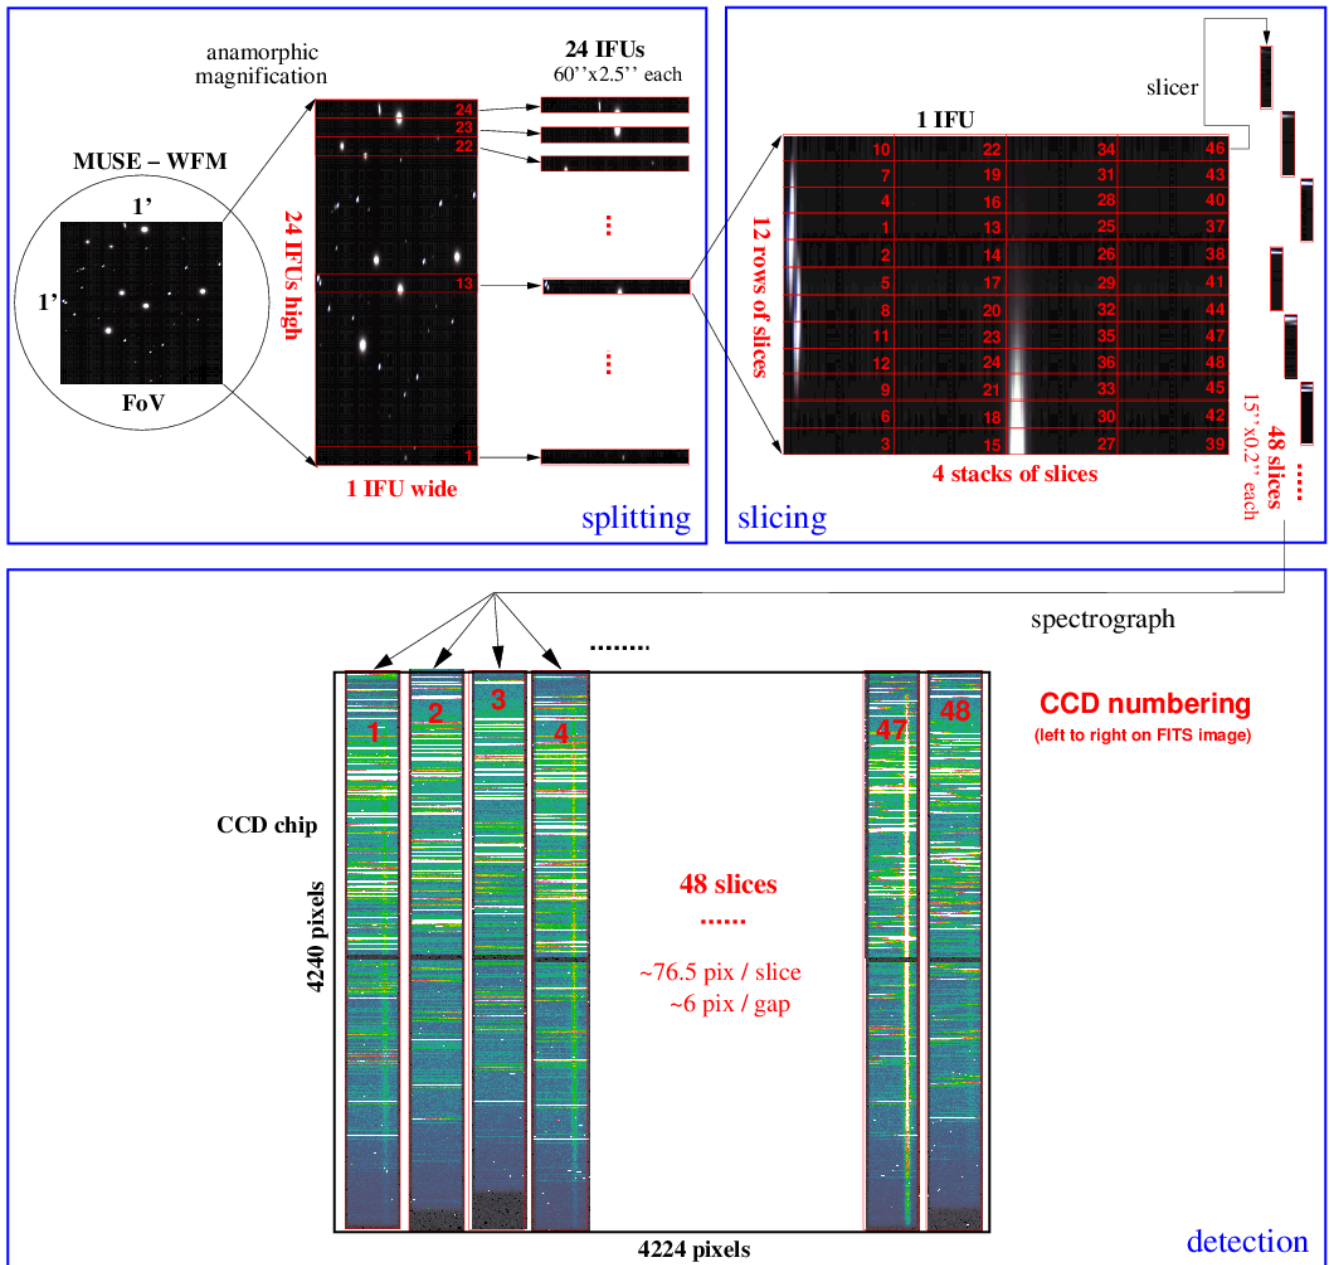 anamorphic
magnification
24 IFUs
60’’x2.5’’ each
MUSE – WFM
1’
1’
FoV
24
23
22
13
1
24 IFUs high
1 IFU wide
splitting
slicer
1 IFU
10 22 34 46
7 19 31 43
4 16 28 40
1 13 25 37
2 14 26 38
5 17 29 41
8 20 32 44
11 23 35 47
12 24 36 48
9 21 33 45
6 18 30 42
3 15 27 39
12 rows of slices
4 stacks of slices
48 slices
15’’x0.2’’ each
slicing
spectrograph
1 2 3 4 47 48
CCD numbering
(left to right on FITS image)
CCD chip
4240 pixels
48 slices
~76.5 pix / slice
~6 pix / gap
4224 pixels
detection